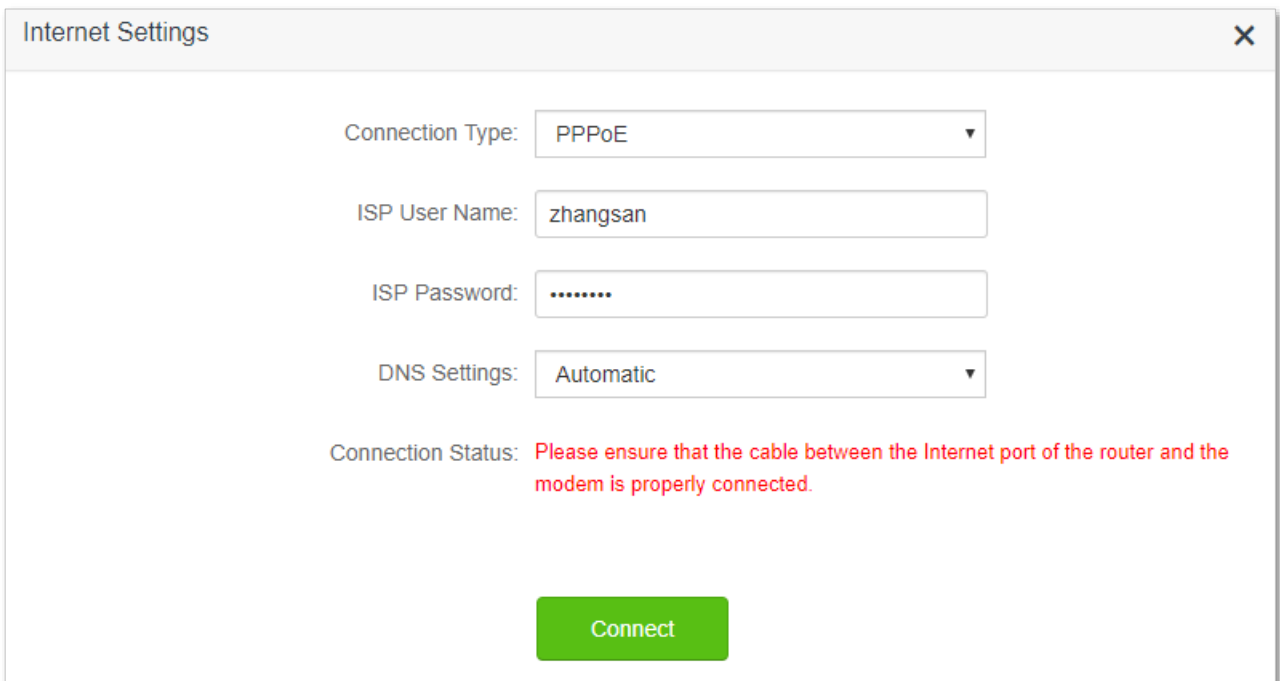 Internet Settings
Connection Type: PPPoE
ISP User Name: zhangsan
ISP Password: ••••••••
DNS Settings: Automatic
Connection Status: Please ensure that the cable between the Internet port of the router and the
modem is properly connected.
Connect